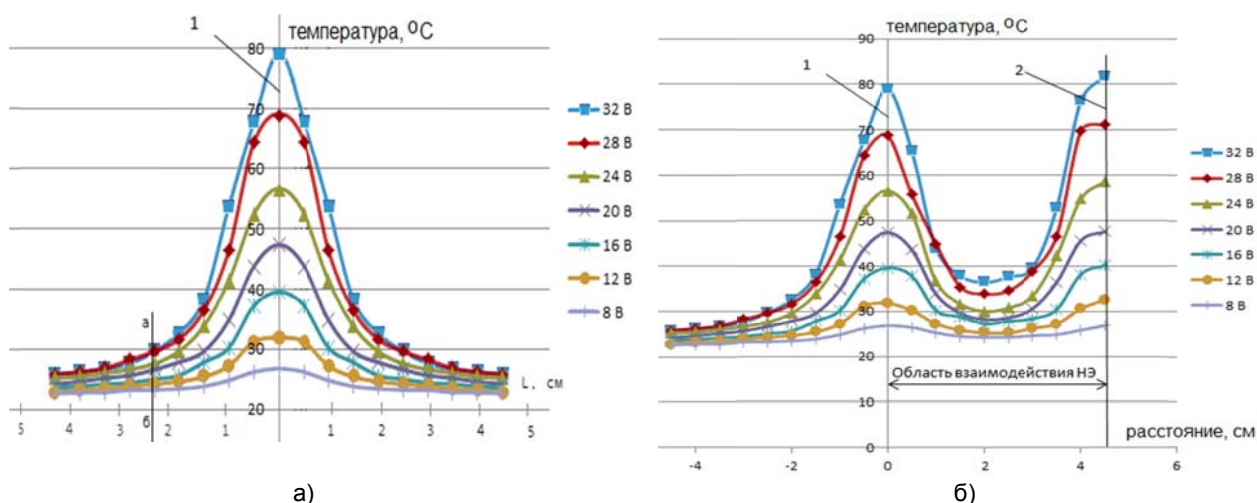 1
температура, ⁰С
80
70
60
50
40
30
20
а
б
L, см
5
4
3
2
1
1
2
3
4
5
32 В
28 В
24 В
20 В
16 В
12 В
8 В
а)
температура, ⁰С
90
80
70
60
50
40
30
20
10
0
1
2
Область взаимодействия НЭ
расстояние, см
-4
-2
0
2
4
6
32 В
28 В
24 В
20 В
16 В
12 В
8 В
б)